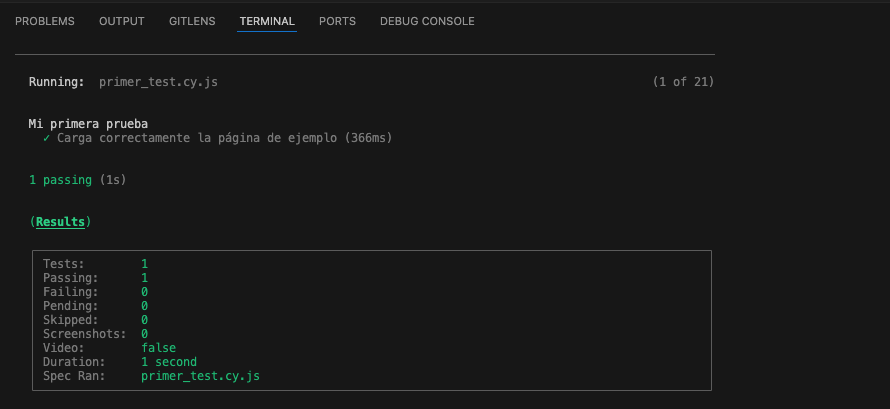 PROBLEMS OUTPUT GITLENS TERMINAL PORTS DEBUG CONSOLE
Running: primer_test.cy.js (1 of 21)
Mi primera prueba
✓ Carga correctamente la página de ejemplo (366ms)
1 passing (1s)
(Results)
Tests: 1
Passing: 1
Failing: 0
Pending: 0
Skipped: 0
Screenshots: 0
Video: false
Duration: 1 second
Spec Ran: primer_test.cy.js